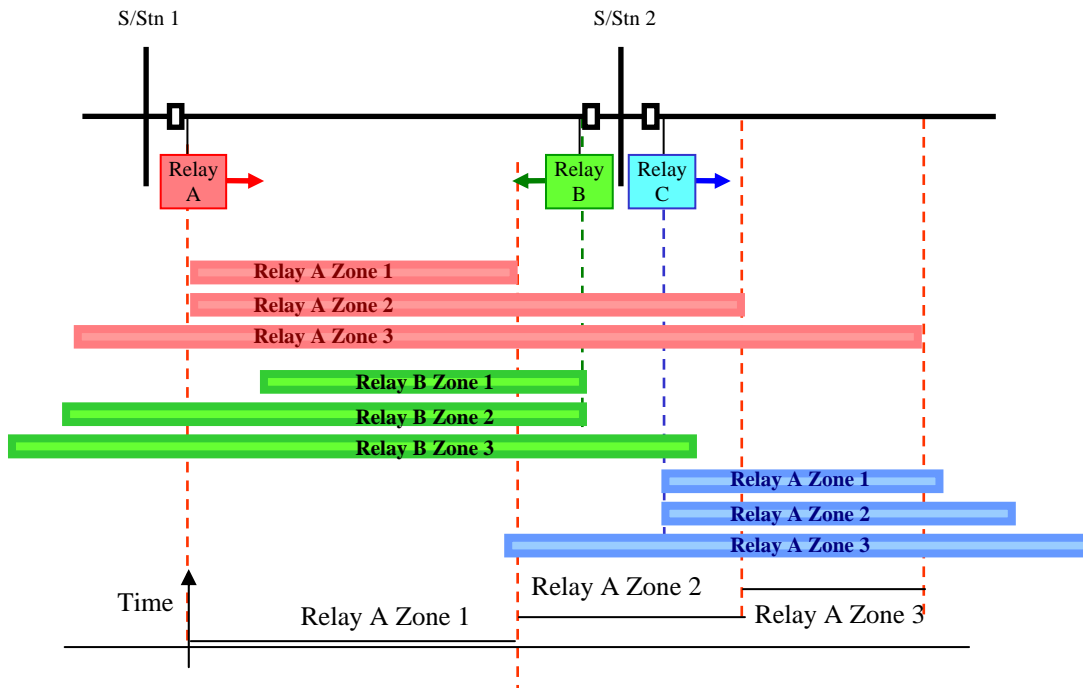 S/Stn 1
S/Stn 2
Relay
A
Relay
B
Relay
C
Relay A Zone 1
Relay A Zone 2
Relay A Zone 3
Relay B Zone 1
Relay B Zone 2
Relay B Zone 3
Relay A Zone 1
Relay A Zone 2
Relay A Zone 3
Time
Relay A Zone 1
Relay A Zone 2
Relay A Zone 3